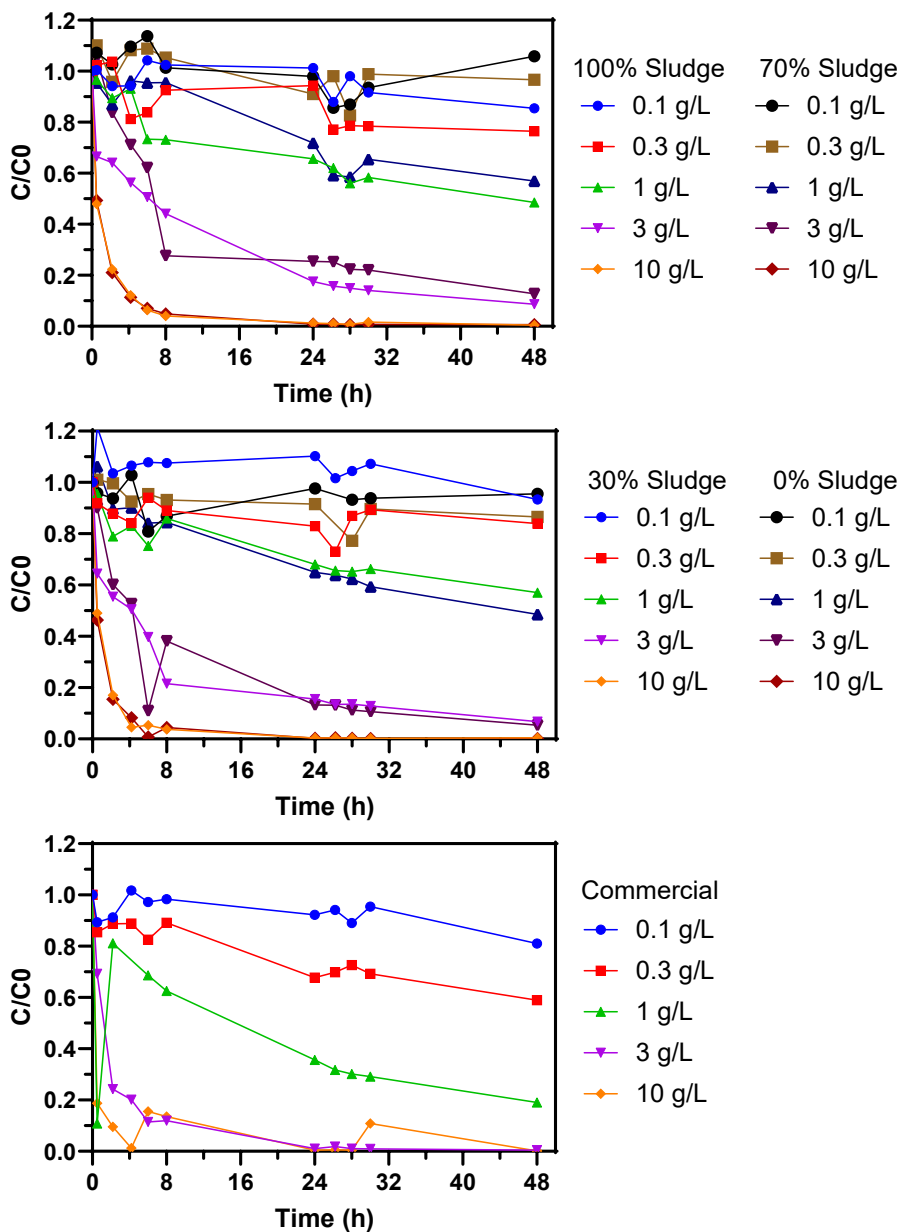 1.2
1.0
0.8
0.6
0.4
0.2
0.0
C/C0
0 8 16 24 32 40 48
Time (h)
100% Sludge 70% Sludge
0.1 g/L 0.1 g/L
0.3 g/L 0.3 g/L
1 g/L 1 g/L
3 g/L 3 g/L
10 g/L 10 g/L
1.2
1.0
0.8
0.6
0.4
0.2
0.0
C/C0
0 8 16 24 32 40 48
Time (h)
30% Sludge 0% Sludge
0.1 g/L 0.1 g/L
0.3 g/L 0.3 g/L
1 g/L 1 g/L
3 g/L 3 g/L
10 g/L 10 g/L
1.2
1.0
0.8
0.6
0.4
0.2
0.0
C/C0
0 8 16 24 32 40 48
Time (h)
Commercial
0.1 g/L
0.3 g/L
1 g/L
3 g/L
10 g/L